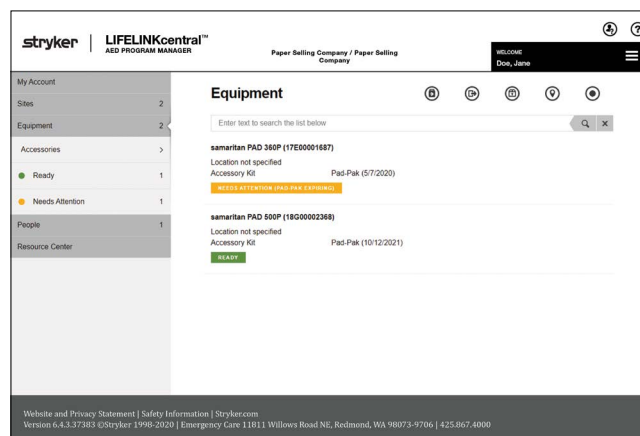 stryker
LIFELINKcentral™
AED PROGRAM MANAGER
Paper Selling Company / Paper Selling
Company
WELCOME
Doe, Jane
My Account
Sites 2
Equipment 2
Accessories
Ready 1
Needs Attention 1
People 1
Resource Center
Equipment
Enter text to search the list below
samaritan PAD 360P (17E00001687)
Location not specified
Accessory Kit Pad-Pak (5/7/2020)
NEEDS ATTENTION (PAD-PAK EXPIRING)
samaritan PAD 500P (18G00002368)
Location not specified
Accessory Kit Pad-Pak (10/12/2021)
READY
Website and Privacy Statement | Safety Information | Stryker.com
Version 6.4.3.37383 ©Stryker 1998-2020 | Emergency Care 11811 Willows Road NE, Redmond, WA 98073-9706 | 425.867.4000